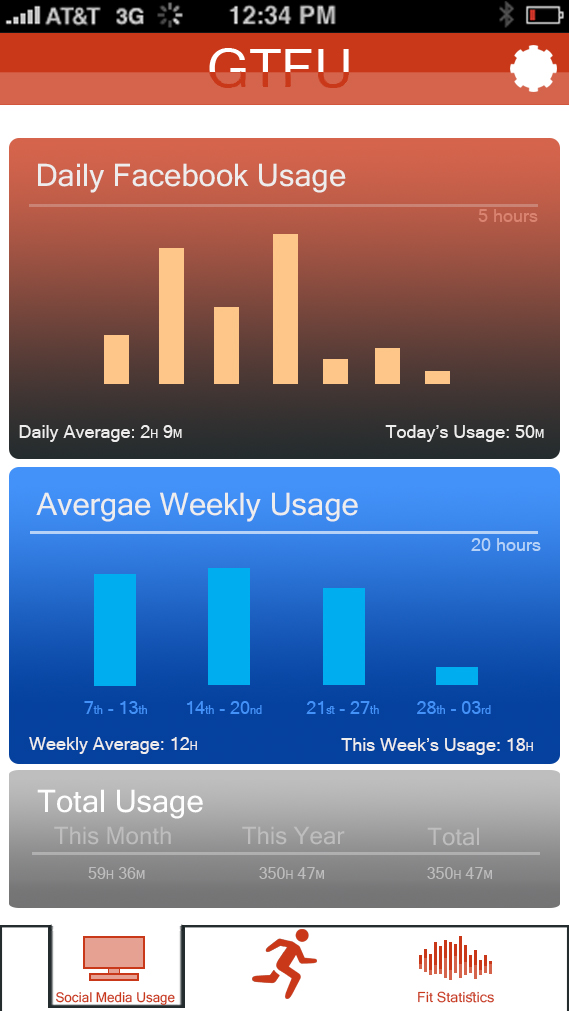 AT&T 3G 12:34 PM
GTFU
Daily Facebook Usage
5 hours
Daily Average: 2H 9M Today's Usage: 50M
Avergae Weekly Usage
20 hours
7th - 13th 14th - 20nd 21st - 27th 28th - 03rd
Weekly Average: 12H This Week's Usage: 18H
Total Usage
This Month This Year Total
59H 36M 350H 47M 350H 47M
Social Media Usage Fit Statistics